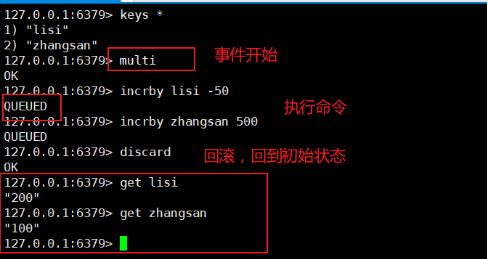 127.0.0.1:6379> keys *
1) "lisi"
2) "zhangsan"
127.0.0.1:6379> multi
事件开始
OK
127.0.0.1:6379> incrby lisi -50
QUEUED
执行命令
127.0.0.1:6379> incrby zhangsan 500
QUEUED
127.0.0.1:6379> discard
回滚，回到初始状态
OK
127.0.0.1:6379> get lisi
"200"
127.0.0.1:6379> get zhangsan
"100"
127.0.0.1:6379>